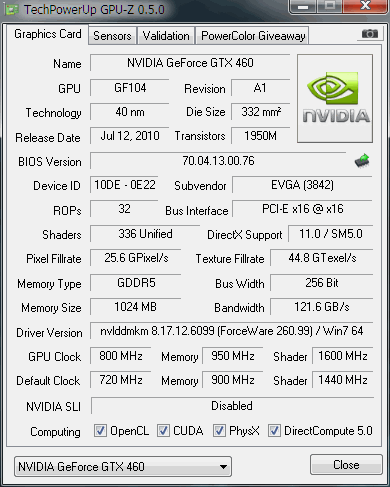 TechPowerUp GPU-Z 0.5.0
Graphics Card Sensors Validation PowerColor Giveaway
Name NVIDIA GeForce GTX 460
GPU GF104 Revision A1
Technology 40 nm Die Size 332 mm²
Release Date Jul 12, 2010 Transistors 1950M
NVIDIA
BIOS Version 70.04.13.00.76
Device ID 10DE - 0E22 Subvendor EVGA (3842)
ROPs 32 Bus Interface PCI-E x16 @ x16
Shaders 336 Unified DirectX Support 11.0 / SM5.0
Pixel Fillrate 25.6 GPixel/s Texture Fillrate 44.8 GTexel/s
Memory Type GDDR5 Bus Width 256 Bit
Memory Size 1024 MB Bandwidth 121.6 GB/s
Driver Version nvlddmkm 8.17.12.6099 (ForceWare 260.99) / Win7 64
GPU Clock 800 MHz Memory 950 MHz Shader 1600 MHz
Default Clock 720 MHz Memory 900 MHz Shader 1440 MHz
NVIDIA SLI Disabled
Computing OpenCL CUDA PhysX DirectCompute 5.0
NVIDIA GeForce GTX 460 Close